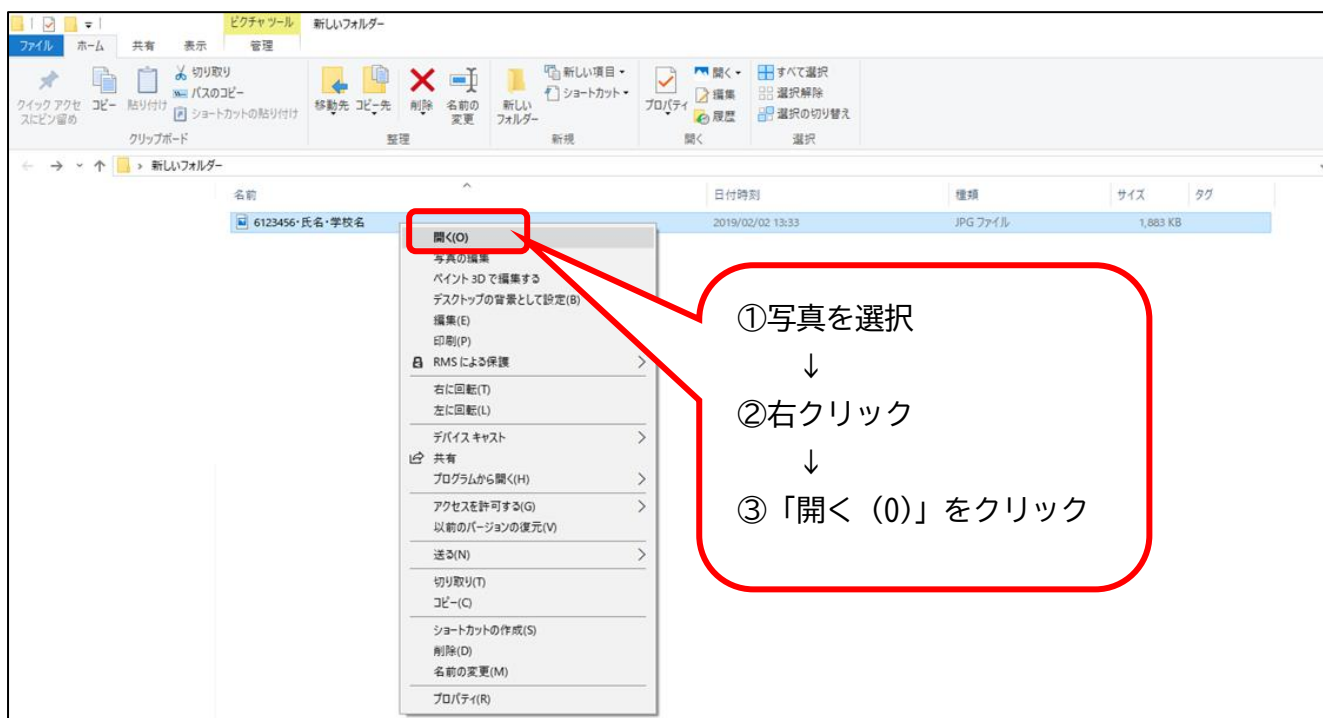 ピクチャ ツール 新しいフォルダー
ファイル ホーム 共有 表示 管理
クイック アクセスにピン留め
コピー
貼り付け
切り取り
パスのコピー
ショートカットの貼り付け
クリップボード
移動先
コピー先
削除
名前の変更
整理
新しいフォルダー
新しい項目
ショートカット
新規
プロパティ
開く
編集
履歴
開く
すべて選択
選択解除
選択の切り替え
選択
› 新しいフォルダー
名前 日付時刻 種類 サイズ タグ
6123456・氏名・学校名 2019/02/02 13:33 JPG ファイル 1,883 KB
開く(O)
写真の編集
ペイント 3D で編集する
デスクトップの背景として設定(B)
編集(E)
印刷(P)
RMS による保護
右に回転(T)
左に回転(L)
デバイス キャスト
共有
プログラムから開く(H)
アクセスを許可する(G)
以前のバージョンの復元(V)
送る(N)
切り取り(T)
コピー(C)
ショートカットの作成(S)
削除(D)
名前の変更(M)
プロパティ(R)
①写真を選択
↓
②右クリック
↓
③「開く（O)」をクリック